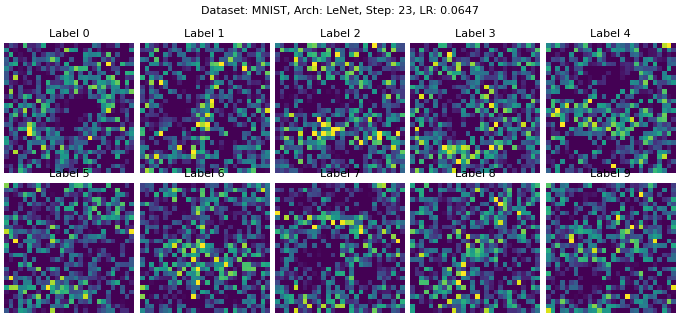 Dataset: MNIST, Arch: LeNet, Step: 23, LR: 0.0647
Label 0 Label 1 Label 2 Label 3 Label 4
Label 5 Label 6 Label 7 Label 8 Label 9